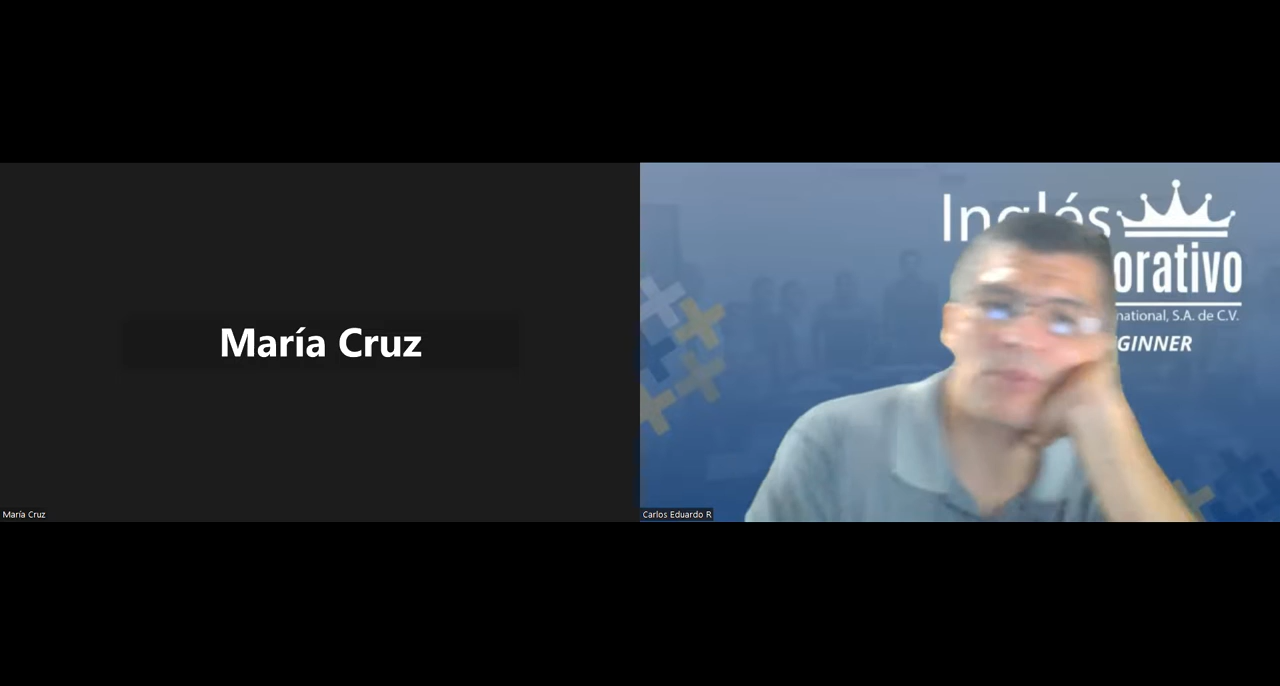 María Cruz
María Cruz
Inglés
orativo
national, S.A. de C.V.
GINNER
Carlos Eduardo R